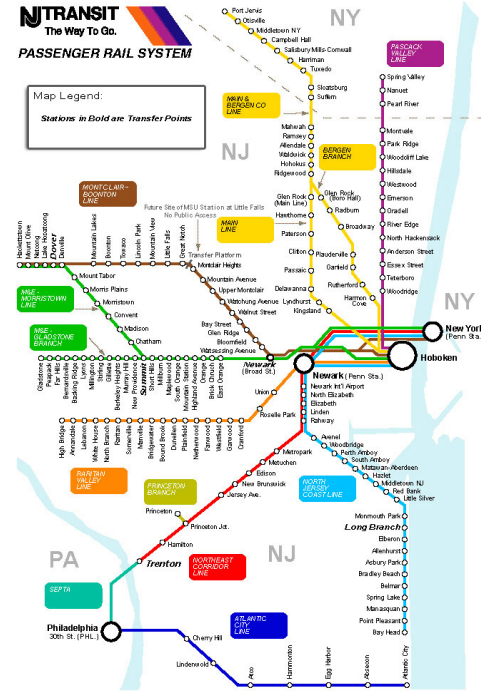 NJ TRANSIT
The Way To Go.
PASSENGER RAIL SYSTEM
Map Legend:
Stations in Bold are Transfer Points
NY
Port Jervis
Otisville
Middletown NY
Campbell Hall
Salisbury Mills-Cornwall
Harriman
Tuxedo
Sloatsburg
Suffern
PASCACK
VALLEY
LINE
Spring Valley
Nanuet
Pearl River
Montvale
Park Ridge
Woodcliff Lake
Hillsdale
Westwood
Emerson
Oradell
River Edge
North Hackensack
Anderson Street
Essex Street
Teterboro
Woodridge
MAIN &
BERGEN CO
LINE
NJ
Mahwah
Ramsey
Allendale
Waldwick
Hohokus
Ridgewood
BERGEN
BRANCH
Glen Rock
(Main Line)
Hawthorne
Paterson
Clifton
Passaic
Delawanna
Lyndhurst
Kingsland
Glen Rock
(Boro Hall)
Radburn
Broadway
Plauderville
Garfield
Rutherford
Harmon
Cove
MAIN
LINE
MONTCLAIR-
BOONTON
LINE
Future Site of MSU Station at Little Falls
No Public Access
Transfer Platform
Hackettstown
Mount Olive
Netcong
Lake Hopatcong
Dover
Denville
Mountain Lakes
Boonton
Towaco
Lincoln Park
Mountain View
Little Falls
Great Notch
Montclair Heights
Mountain Avenue
Upper Montclair
Watchung Avenue
Walnut Street
Bay Street
Glen Ridge
Bloomfield
Watsessing Avenue
M&E -
MORRISTOWN
LINE
Mount Tabor
Morris Plains
Morristown
Convent
Madison
Chatham
M&E -
GLADSTONE
BRANCH
Gladstone
Peapack
Far Hills
Bernardsville
Basking Ridge
Lyons
Millington
Stirling
Gillette
Berkeley Heights
Murray Hill
New Providence
Summit
Short Hills
Millburn
Maplewood
South Orange
Mountain Station
Highland Avenue
Orange
Brick Church
East Orange
Newark
(Broad St.)
NY
New York
(Penn Sta.)
Hoboken
Newark (Penn Sta.)
Newark Int'l Airport
North Elizabeth
Elizabeth
Linden
Rahway
Union
Roselle Park
High Bridge
Annandale
Lebanon
White House
North Branch
Raritan
Somerville
Manville
Bridgewater
Bound Brook
Dunellen
Plainfield
Netherwood
Fanwood
Westfield
Garwood
Cranford
RARITAN
VALLEY
LINE
PRINCETON
BRANCH
Metropark
Metuchen
Edison
New Brunswick
Jersey Ave.
Princeton
Princeton Jct.
Hamilton
Trenton
NORTH
JERSEY
COAST LINE
Avenel
Woodbridge
Perth Amboy
South Amboy
Matawan-Aberdeen
Hazlet
Middletown NJ
Red Bank
Little Silver
Monmouth Park
Long Branch
Elberon
Allenhurst
Asbury Park
Bradley Beach
Belmar
Spring Lake
Manasquan
Point Pleasant
Bay Head
PA
NJ
NORTHEAST
CORRIDOR
LINE
SEPTA
Philadelphia
30th St. (PHL.)
ATLANTIC
CITY
LINE
Cherry Hill
Lindenwold
Atco
Hammonton
Egg Harbor
Absecon
Atlantic City